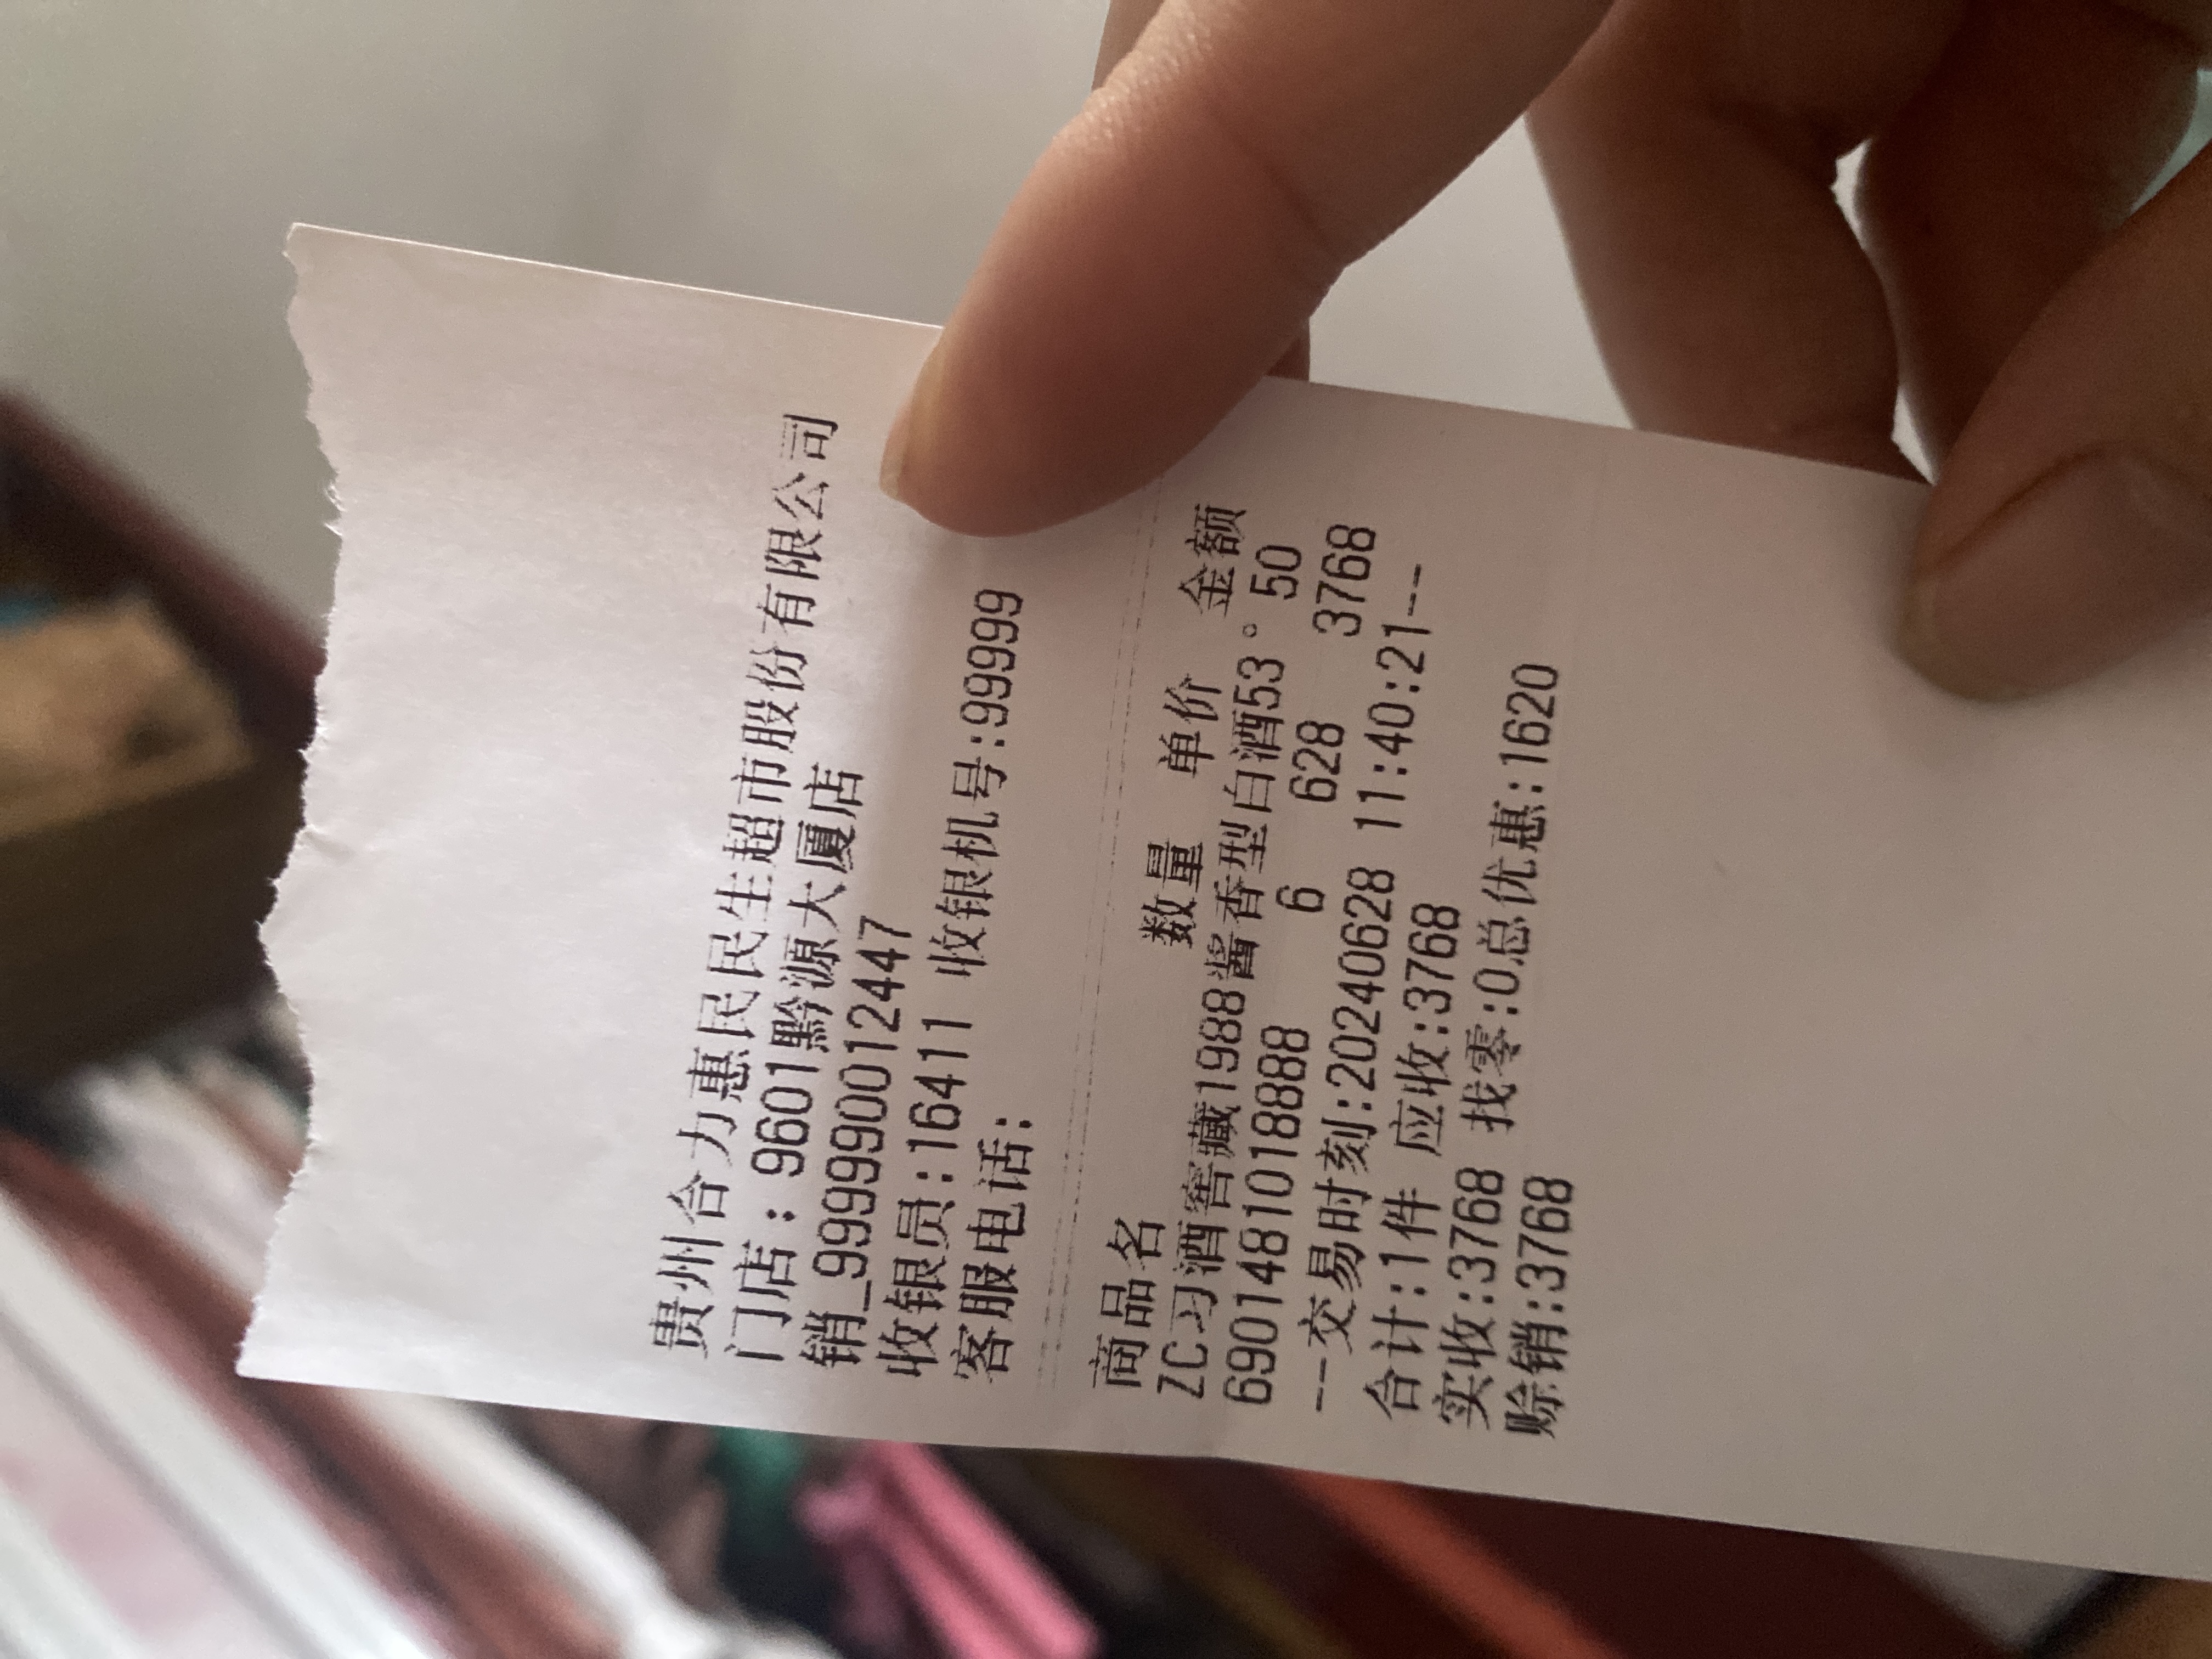 贵州合力惠民民生超市股份有限公司
门店：9601黔源大厦店
销_9999900012447
收银员:16411 收银机号:99999
客服电话:
商品名 数量 单价 金额
ZC习酒窖藏1988酱香型白酒53°50
6901481018888 6 628 3768
--交易时刻:20240628 11:40:21--
合计:1件 应收:3768
实收:3768 找零:0总优惠:1620
赊销:3768